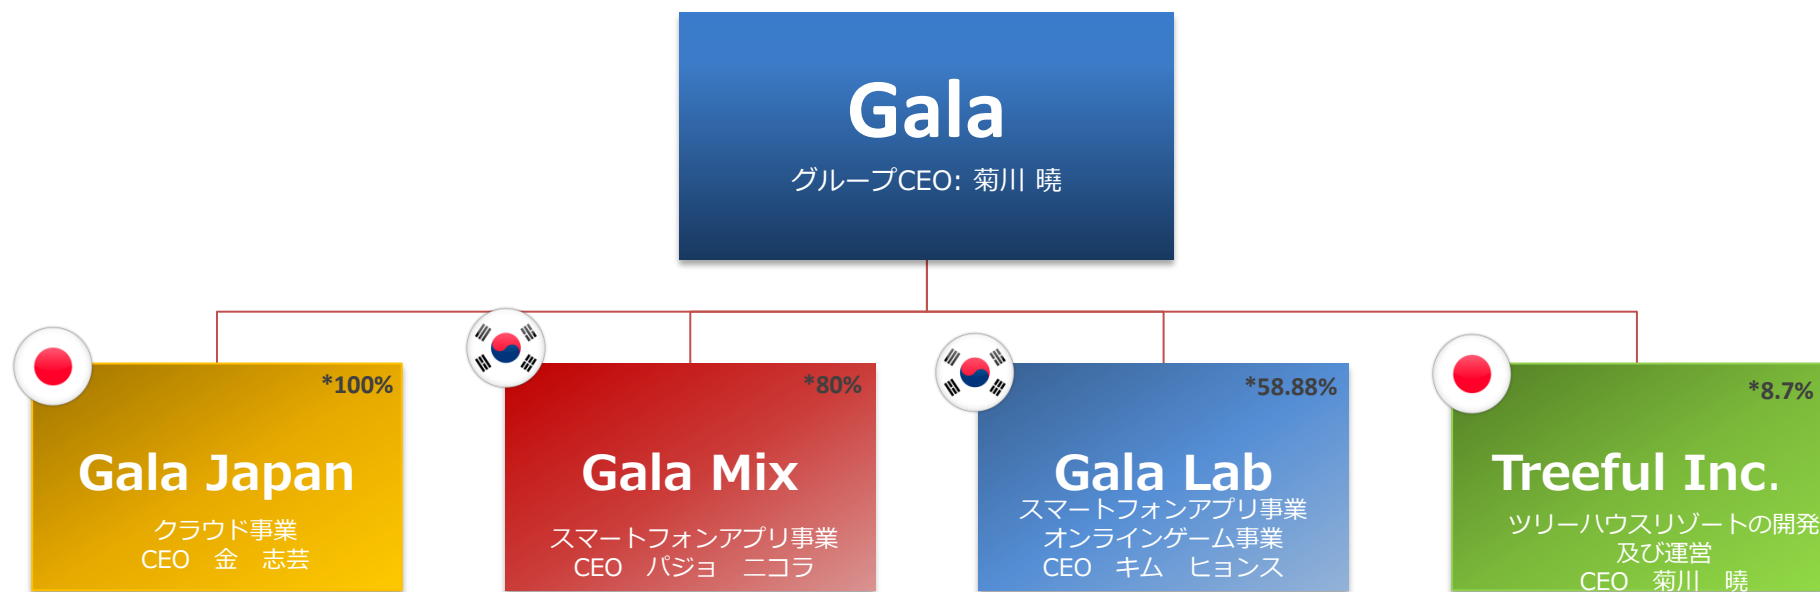 Gala
グループCEO: 菊川 曉
*100%
Gala Japan
クラウド事業
CEO　金　志芸
*80%
Gala Mix
スマートフォンアプリ事業
CEO　パジョ　ニコラ
*58.88%
Gala Lab
スマートフォンアプリ事業
オンラインゲーム事業
CEO　キム　ヒョンス
*8.7%
Treeful Inc.
ツリーハウスリゾートの開発
及び運営
CEO　菊川　曉